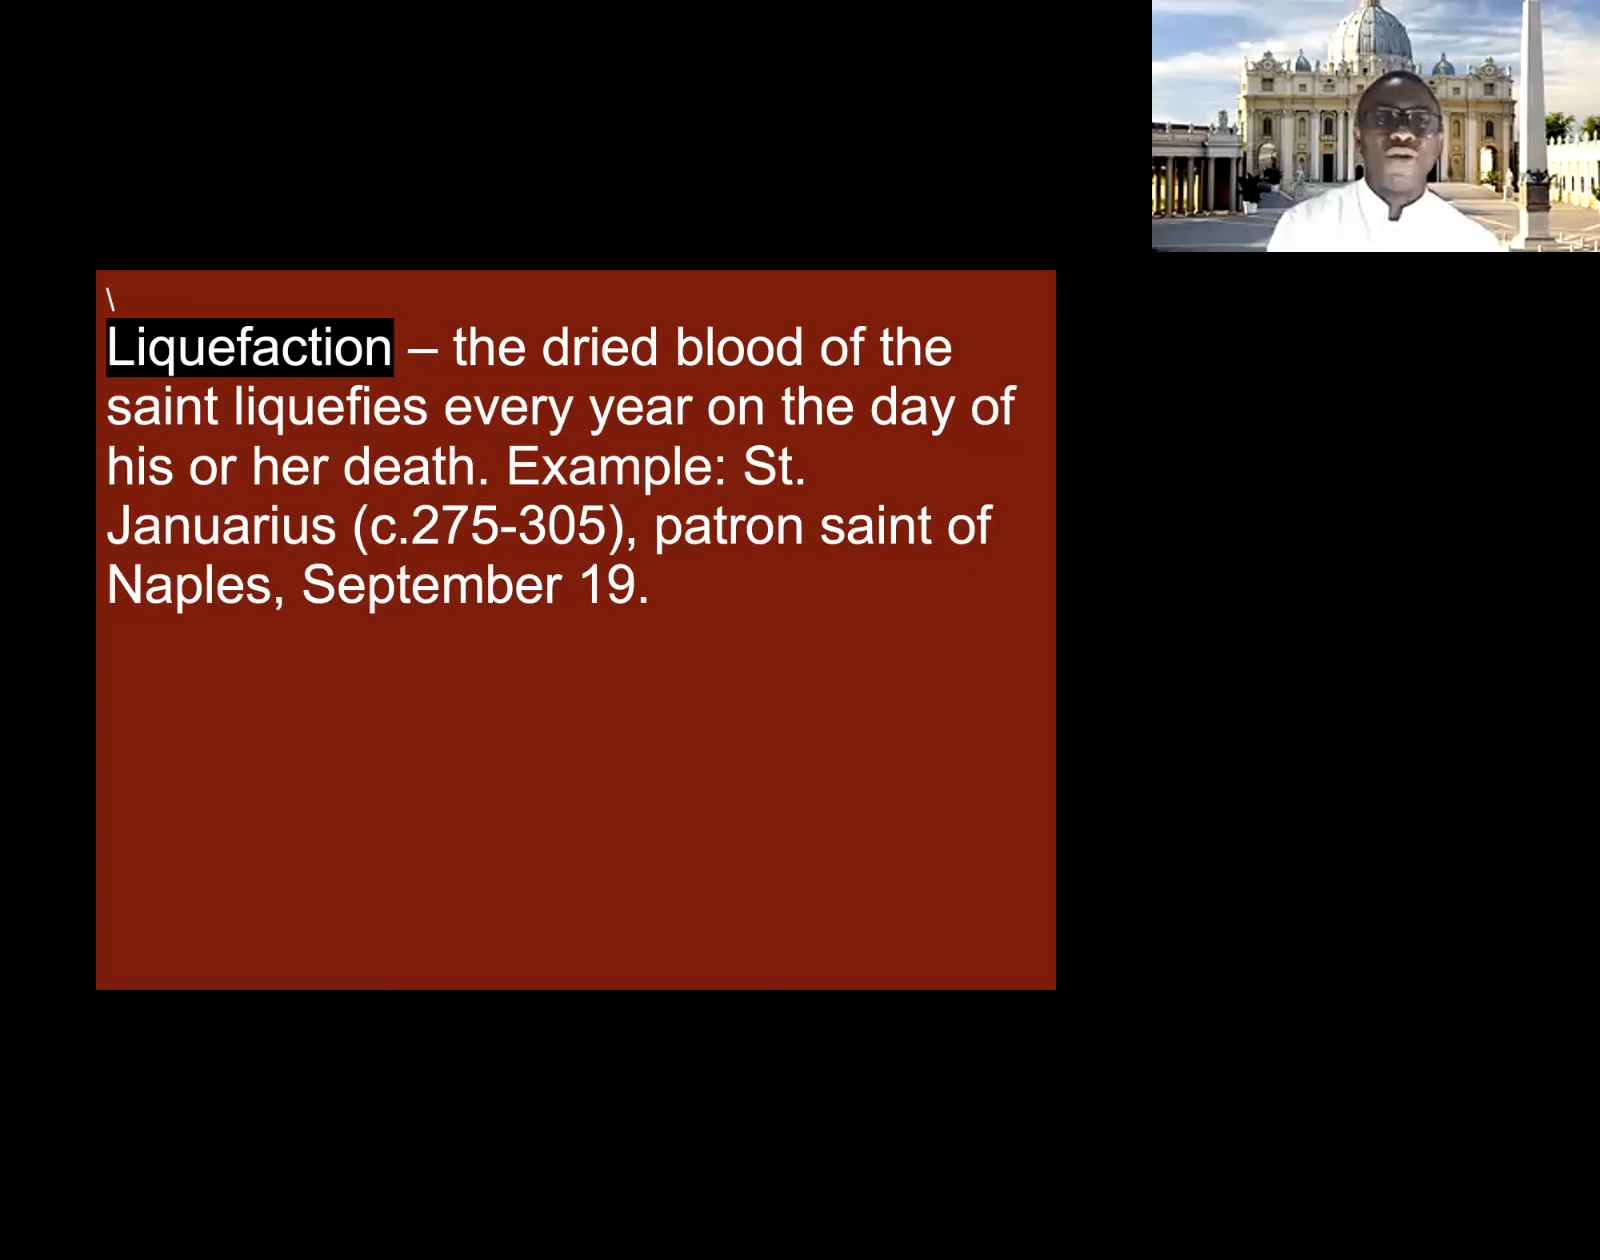 \
Liquefaction – the dried blood of the
saint liquefies every year on the day of
his or her death. Example: St.
Januarius (c.275-305), patron saint of
Naples, September 19.